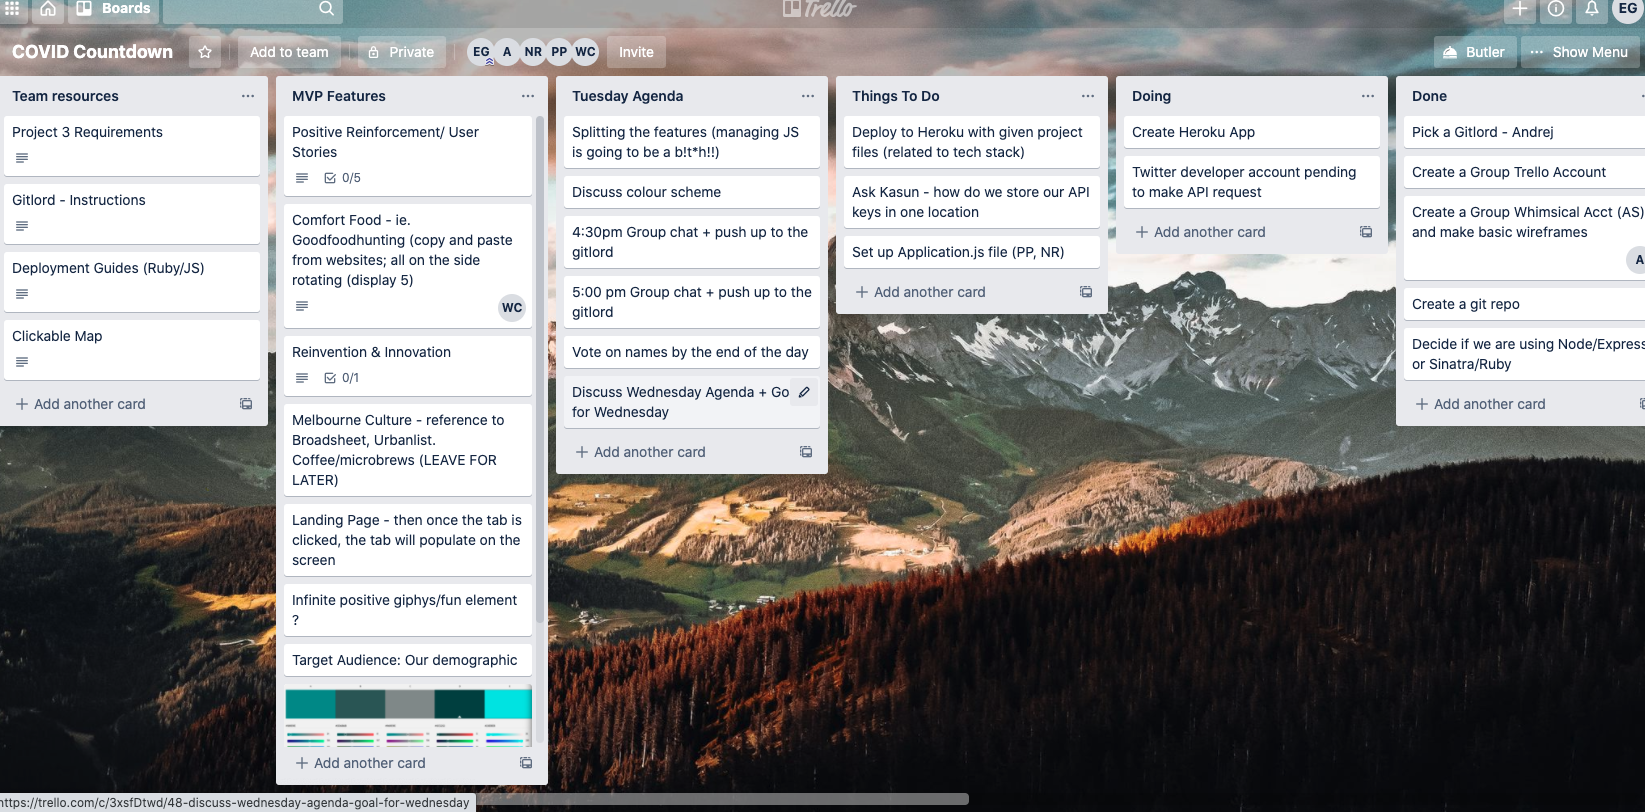 Boards
Trello
EG
COVID Countdown
Add to team
Private
EG
A
NR
PP
WC
Invite
Butler
Show Menu
Team resources
Project 3 Requirements
Gitlord - Instructions
Deployment Guides (Ruby/JS)
Clickable Map
Add another card
MVP Features
Positive Reinforcement/ User
Stories
0/5
Comfort Food - ie.
Goodfoodhunting (copy and paste
from websites; all on the side
rotating (display 5)
WC
Reinvention & Innovation
0/1
Melbourne Culture - reference to
Broadsheet, Urbanlist.
Coffee/microbrews (LEAVE FOR
LATER)
Landing Page - then once the tab is
clicked, the tab will populate on the
screen
Infinite positive giphys/fun element
?
Target Audience: Our demographic
Add another card
Tuesday Agenda
Splitting the features (managing JS
is going to be a b!t*h!!)
Discuss colour scheme
4:30pm Group chat + push up to the
gitlord
5:00 pm Group chat + push up to the
gitlord
Vote on names by the end of the day
Discuss Wednesday Agenda + Go
for Wednesday
Add another card
Things To Do
Deploy to Heroku with given project
files (related to tech stack)
Ask Kasun - how do we store our API
keys in one location
Set up Application.js file (PP, NR)
Add another card
Doing
Create Heroku App
Twitter developer account pending
to make API request
Add another card
Done
Pick a Gitlord - Andrej
Create a Group Trello Account
Create a Group Whimsical Acct (AS)
and make basic wireframes
A
Create a git repo
Decide if we are using Node/Express
or Sinatra/Ruby
Add another card
https://trello.com/c/3xsfDtwd/48-discuss-wednesday-agenda-goal-for-wednesday